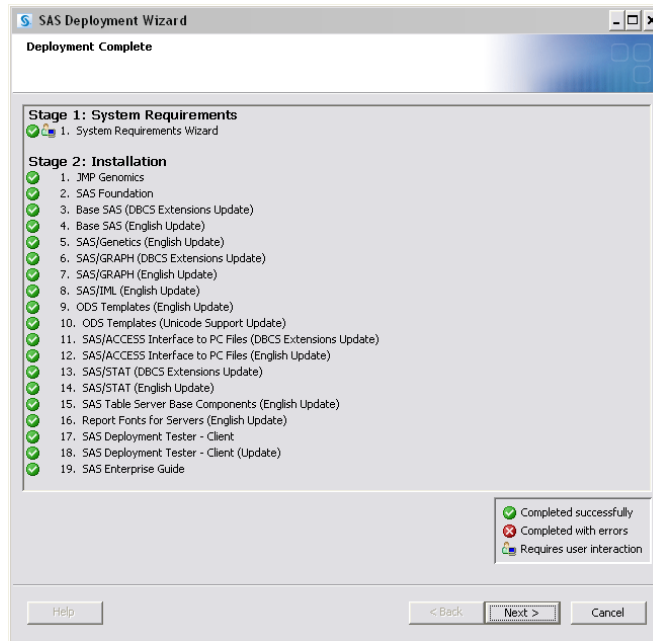 SAS Deployment Wizard
Deployment Complete
Stage 1: System Requirements
1. System Requirements Wizard
Stage 2: Installation
1. JMP Genomics
2. SAS Foundation
3. Base SAS (DBCS Extensions Update)
4. Base SAS (English Update)
5. SAS/Genetics (English Update)
6. SAS/GRAPH (DBCS Extensions Update)
7. SAS/GRAPH (English Update)
8. SAS/IML (English Update)
9. ODS Templates (English Update)
10. ODS Templates (Unicode Support Update)
11. SAS/ACCESS Interface to PC Files (DBCS Extensions Update)
12. SAS/ACCESS Interface to PC Files (English Update)
13. SAS/STAT (DBCS Extensions Update)
14. SAS/STAT (English Update)
15. SAS Table Server Base Components (English Update)
16. Report Fonts for Servers (English Update)
17. SAS Deployment Tester - Client
18. SAS Deployment Tester - Client (Update)
19. SAS Enterprise Guide
Completed successfully
Completed with errors
Requires user interaction
Help
< Back
Next >
Cancel